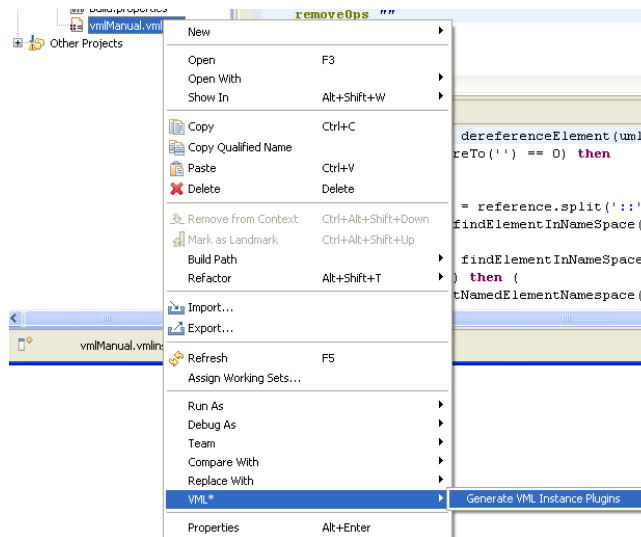 build.properties
removeOps ""
vmlManual.vml
Other Projects
New
Open F3
Open With
Show In Alt+Shift+W
Copy Ctrl+C
Copy Qualified Name
Paste Ctrl+V
Delete Delete
Remove from Context Ctrl+Alt+Shift+Down
Mark as Landmark Ctrl+Alt+Shift+Up
Build Path
Refactor Alt+Shift+T
Import...
Export...
Refresh F5
Assign Working Sets...
Run As
Debug As
Team
Compare With
Replace With
VML*
Generate VML Instance Plugins
Properties Alt+Enter
dereferenceElement(uml
reTo('') == 0) then
= reference.split('::'
findElementInNameSpace(
findElementInNameSpace
) then (
tNamedElementNamespace(
vmlManual.vmlins